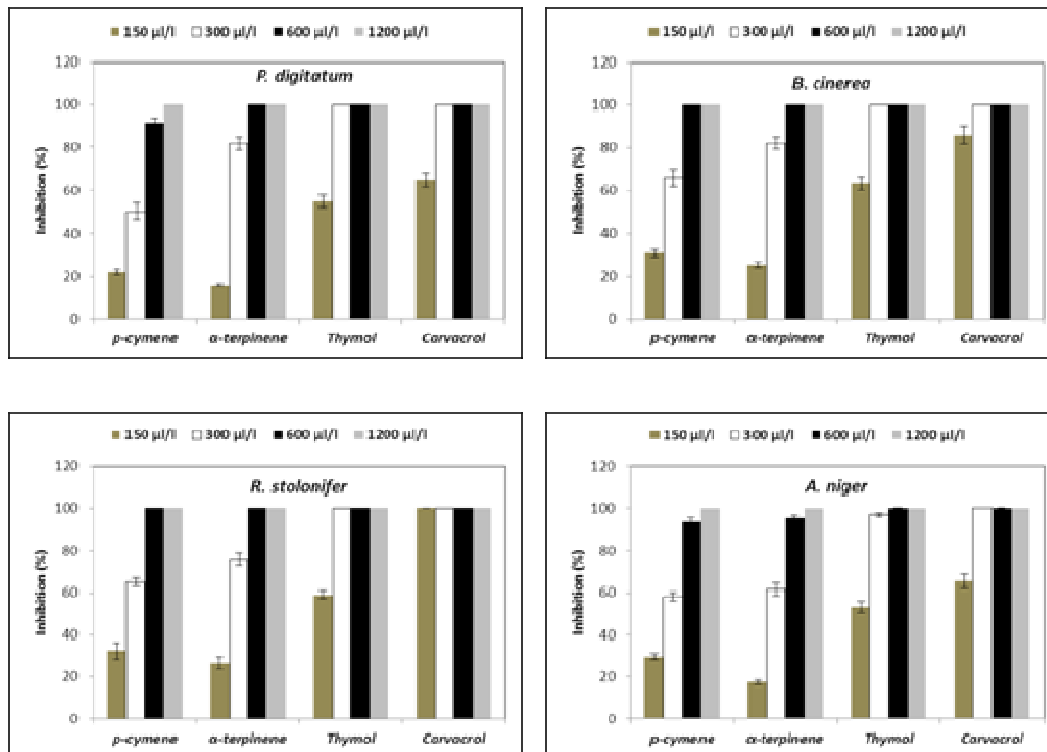 150 µl/l 300 µl/l 600 µl/l 1200 µl/l
P. digitatum
120
100
80
60
40
20
0
Inhibition (%)
p-cymene α-terpinene Thymol Carvacrol
150 µl/l 300 µl/l 600 µl/l 1200 µl/l
B. cinerea
120
100
80
60
40
20
0
Inhibition (%)
p-cymene α-terpinene Thymol Carvacrol
150 µl/l 300 µl/l 600 µl/l 1200 µl/l
R. stolonifer
120
100
80
60
40
20
0
Inhibition (%)
p-cymene α-terpinene Thymol Carvacrol
150 µl/l 300 µl/l 600 µl/l 1200 µl/l
A. niger
120
100
80
60
40
20
0
Inhibition (%)
p-cymene α-terpinene Thymol Carvacrol